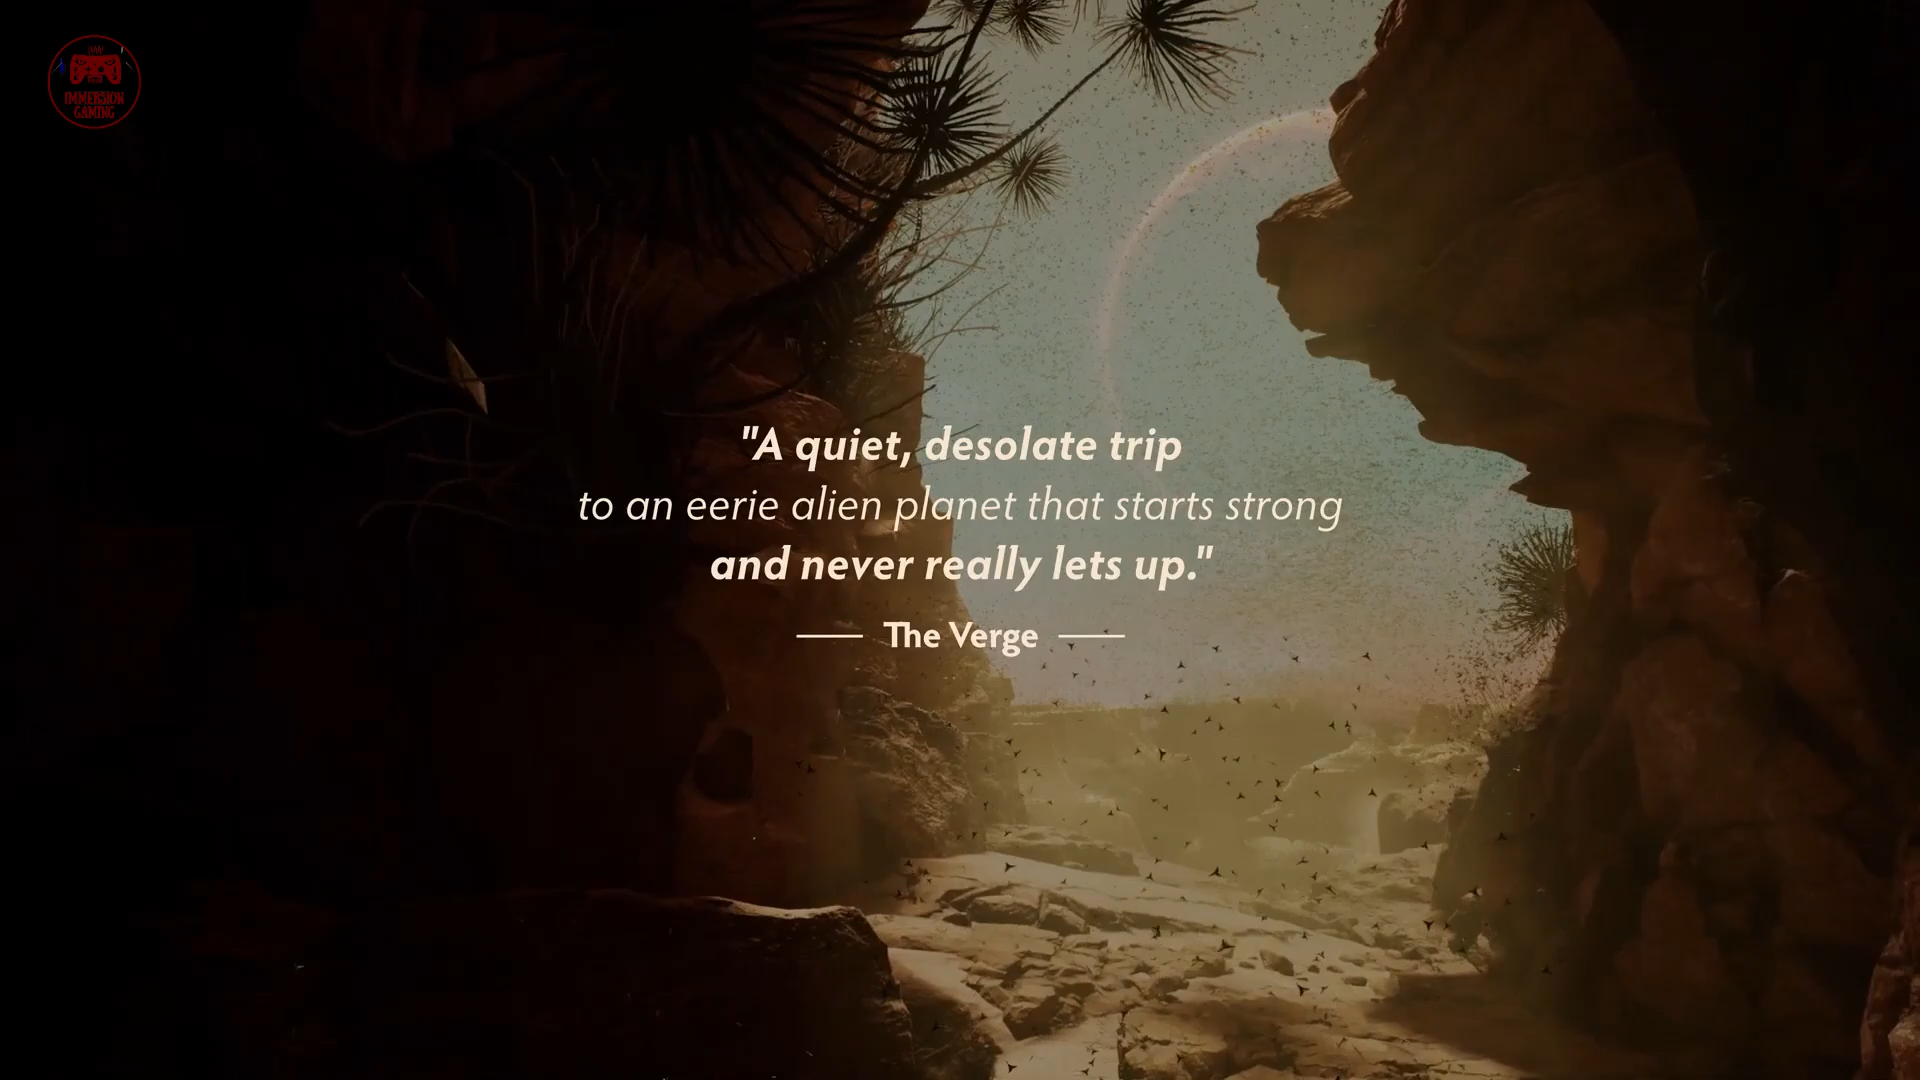 IMMERSION
GAMING
"A quiet, desolate trip
to an eerie alien planet that starts strong
and never really lets up."
The Verge